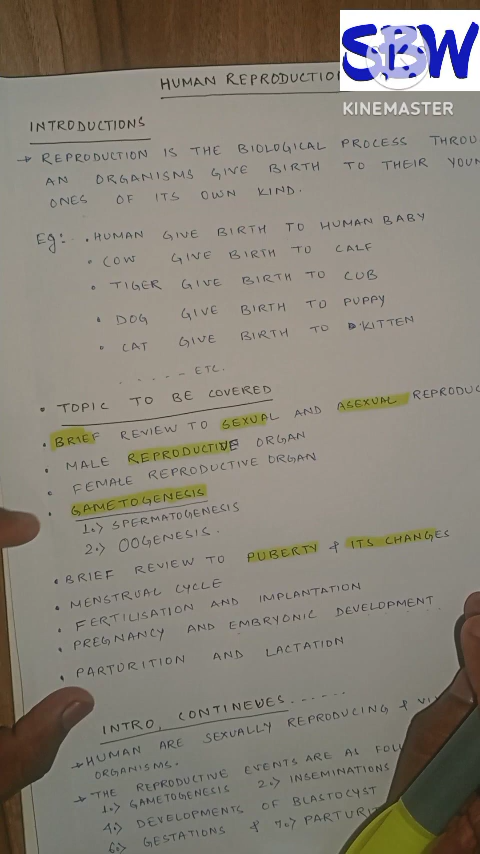 SBW
KINEMASTER
HUMAN REPRODUCTION
INTRODUCTIONS
→ REPRODUCTION IS THE BIOLOGICAL PROCESS THROU
AN ORGANISMS GIVE BIRTH TO THEIR YOUN
ONES OF ITS OWN KIND.
Eg:- • HUMAN GIVE BIRTH TO HUMAN BABY
• COW GIVE BIRTH TO CALF
• TIGER GIVE BIRTH TO CUB
• DOG GIVE BIRTH TO PUPPY
• CAT GIVE BIRTH TO KITTEN
. . . . - - ETC.
• TOPIC TO BE COVERED
• BRIEF REVIEW TO SEXUAL AND ASEXUAL REPRODUC
• MALE REPRODUCTIVE ORGAN
• FEMALE REPRODUCTIVE ORGAN
• GAMETOGENESIS
1.> SPERMATOGENESIS
2.> OOGENESIS.
• BRIEF REVIEW TO PUBERTY & ITS CHANGES
• MENSTRUAL CYCLE
• FERTILISATION AND IMPLANTATION
• PREGNANCY AND EMBRYONIC DEVELOPMENT
• PARTURITION AND LACTATION
INTRO, CONTINEUES. . . . . .
→ HUMAN ARE SEXUALLY REPRODUCING & VI
ORGANISMS.
→ THE REPRODUCTIVE EVENTS ARE AS FOLL
1.> GAMETOGENESIS 2.> INSEMINATIONS
4.> DEVELOPMENTS OF BLASTOCYST
6.> GESTATIONS & 7.> PARTURIT